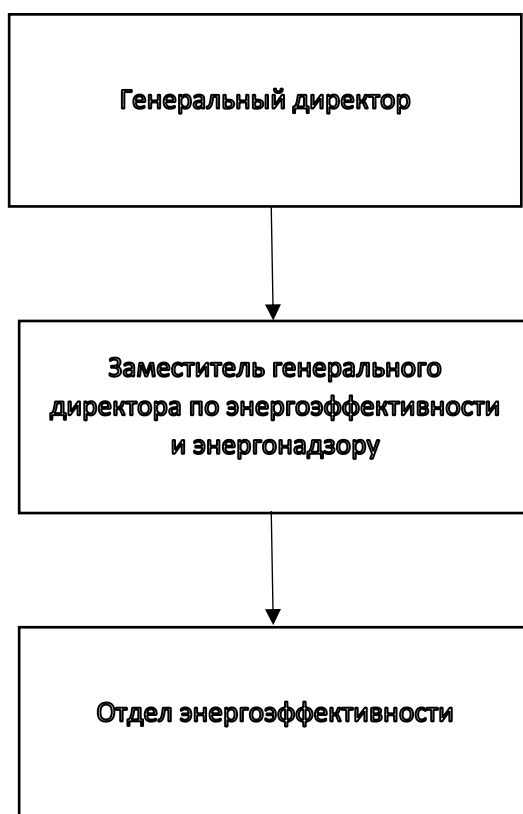 Генеральный директор
Заместитель генерального
директора по энергоэффективности
и энергонадзору
Отдел энергоэффективности